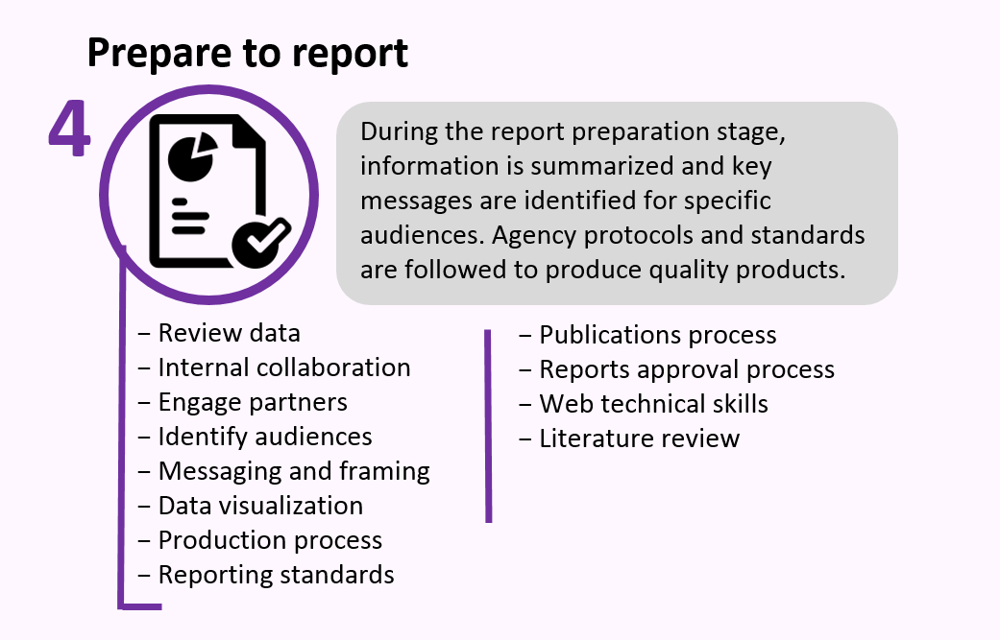 Prepare to report
4
During the report preparation stage,
information is summarized and key
messages are identified for specific
audiences. Agency protocols and standards
are followed to produce quality products.
– Review data
– Internal collaboration
– Engage partners
– Identify audiences
– Messaging and framing
– Data visualization
– Production process
– Reporting standards
– Publications process
– Reports approval process
– Web technical skills
– Literature review